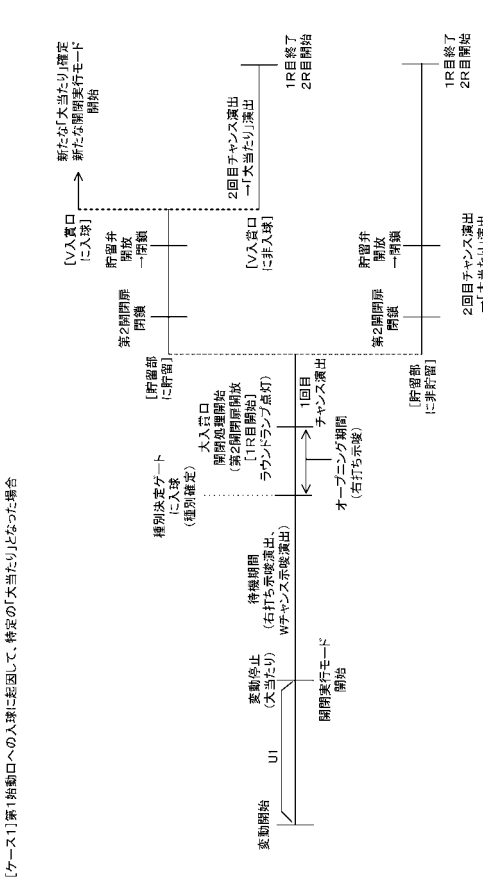 [ケース1]第1始動口への入球に起因して、特定の「大当たり」となった場合
変動開始
U1
変動停止
(大当たり)
開閉実行モード
開始
待機期間
(右打ち示唆演出、
Wチャンス示唆演出)
種別決定ゲート
に入球
(種別確定)
オープニング期間
(右打ち示唆)
大入賞口
開閉処理開始
(第2開閉扉開放
[1R目開始]
ラウンドランプ点灯)
1回目
チャンス演出
[貯留部
に貯留]
第2開閉扉
閉鎖
貯留弁
開放
→閉鎖
[V入賞口
に入球]
新たな「大当たり」確定
新たな開閉実行モード
開始
[V入賞口
に非入球]
2回目チャンス演出
→「大当たり」演出
1R目終了
2R目開始
[貯留部
に非貯留]
第2開閉扉
閉鎖
貯留弁
開放
→閉鎖
2回目チャンス演出
→「大当たり」演出
1R目終了
2R目開始